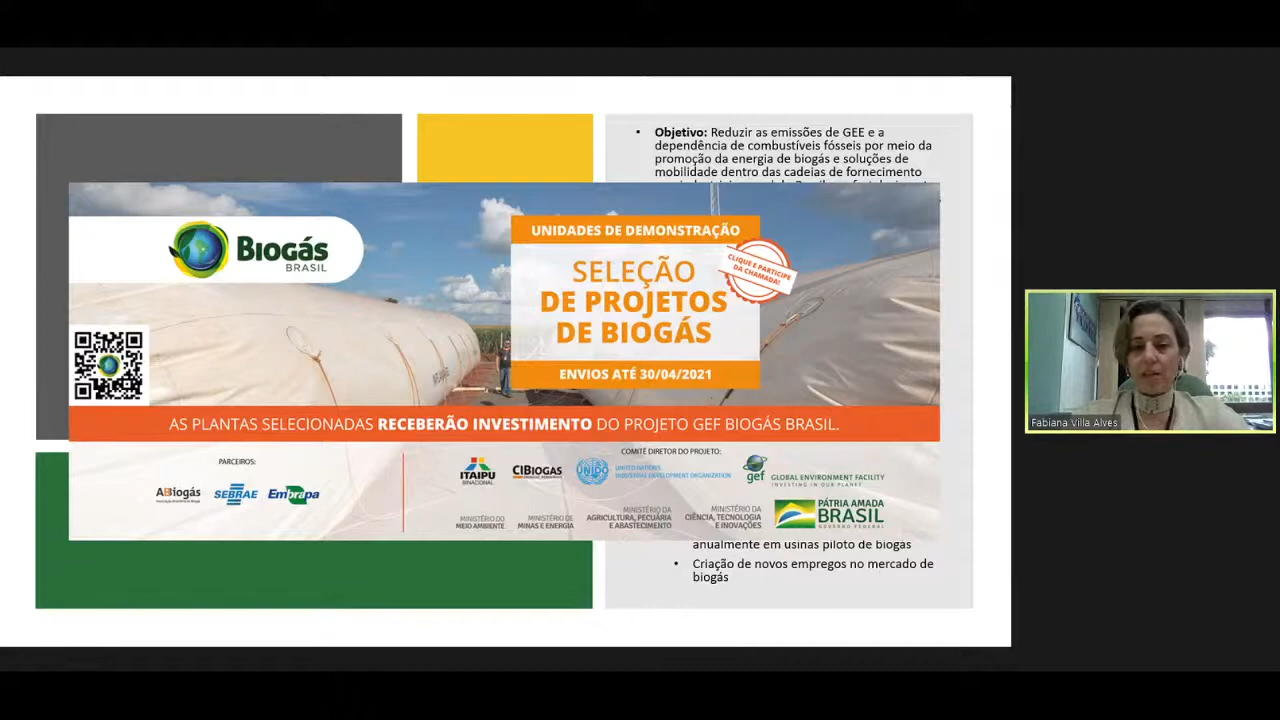 • Objetivo: Reduzir as emissões de GEE e a
dependência de combustíveis fósseis por meio da
promoção da energia de biogás e soluções de
mobilidade dentro das cadeias de fornecimento
BIOGÁS
BRASIL
UNIDADES DE DEMONSTRAÇÃO
SELEÇÃO
DE PROJETOS
DE BIOGÁS
CLIQUE E PARTICIPE
DA CHAMADA!
ENVIOS ATÉ 30/04/2021
AS PLANTAS SELECIONADAS RECEBERÃO INVESTIMENTO DO PROJETO GEF BIOGÁS BRASIL.
PARCEIROS:
ABiogás
SEBRAE
Embrapa
COMITÊ DIRETOR DO PROJETO:
ITAIPU
BINACIONAL
CIBIOGAS
UNIDO
UNITED NATIONS
INDUSTRIAL DEVELOPMENT ORGANIZATION
gef
GLOBAL ENVIRONMENT FACILITY
INVESTING IN OUR PLANET
MINISTÉRIO DO
MEIO AMBIENTE
MINISTÉRIO DE
MINAS E ENERGIA
MINISTÉRIO DA
AGRICULTURA, PECUÁRIA
E ABASTECIMENTO
MINISTÉRIO DA
CIÊNCIA, TECNOLOGIA
E INOVAÇÕES
PÁTRIA AMADA
BRASIL
GOVERNO FEDERAL
anualmente em usinas piloto de biogás
• Criação de novos empregos no mercado de
biogás
Fabiana Villa Alves